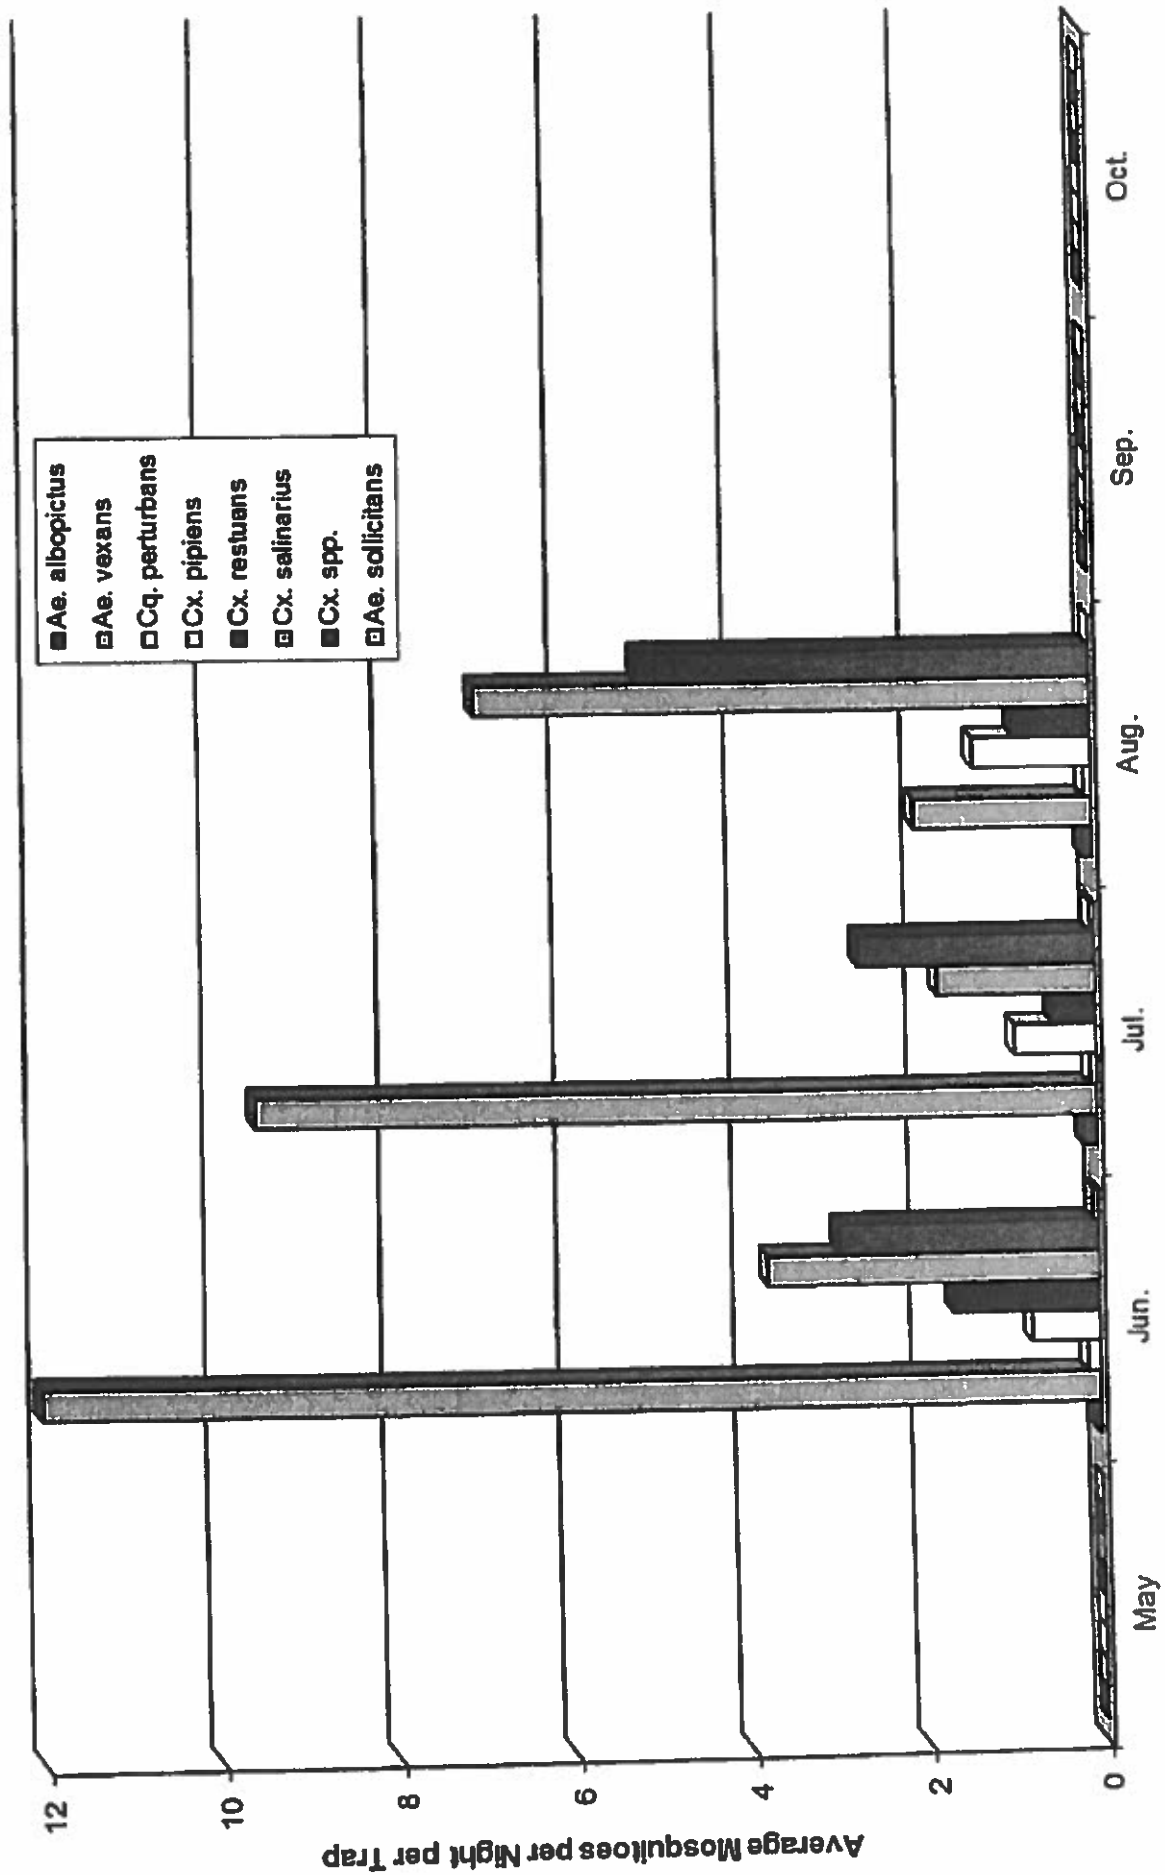 Average Mosquitoes per Night per Trap
12
10
8
6
4
2
0
Ae. albopictus
Ae. vexans
Cq. perturbans
Cx. pipiens
Cx. restuans
Cx. salinarius
Cx. spp.
Ae. sollicitans
May
Jun.
Jul.
Aug.
Sep.
Oct.